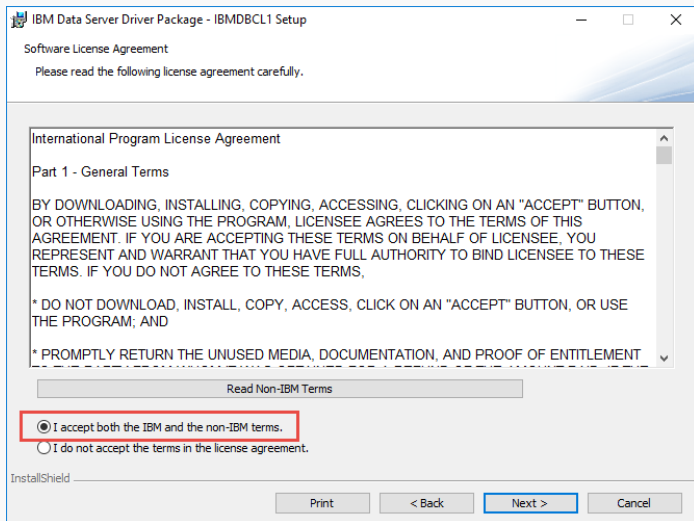 IBM Data Server Driver Package - IBMDBCL1 Setup
Software License Agreement
Please read the following license agreement carefully.
International Program License Agreement
Part 1 - General Terms
BY DOWNLOADING, INSTALLING, COPYING, ACCESSING, CLICKING ON AN "ACCEPT" BUTTON,
OR OTHERWISE USING THE PROGRAM, LICENSEE AGREES TO THE TERMS OF THIS
AGREEMENT. IF YOU ARE ACCEPTING THESE TERMS ON BEHALF OF LICENSEE, YOU
REPRESENT AND WARRANT THAT YOU HAVE FULL AUTHORITY TO BIND LICENSEE TO THESE
TERMS. IF YOU DO NOT AGREE TO THESE TERMS,
* DO NOT DOWNLOAD, INSTALL, COPY, ACCESS, CLICK ON AN "ACCEPT" BUTTON, OR USE
THE PROGRAM; AND
* PROMPTLY RETURN THE UNUSED MEDIA, DOCUMENTATION, AND PROOF OF ENTITLEMENT
Read Non-IBM Terms
I accept both the IBM and the non-IBM terms.
I do not accept the terms in the license agreement.
InstallShield
Print
< Back
Next >
Cancel